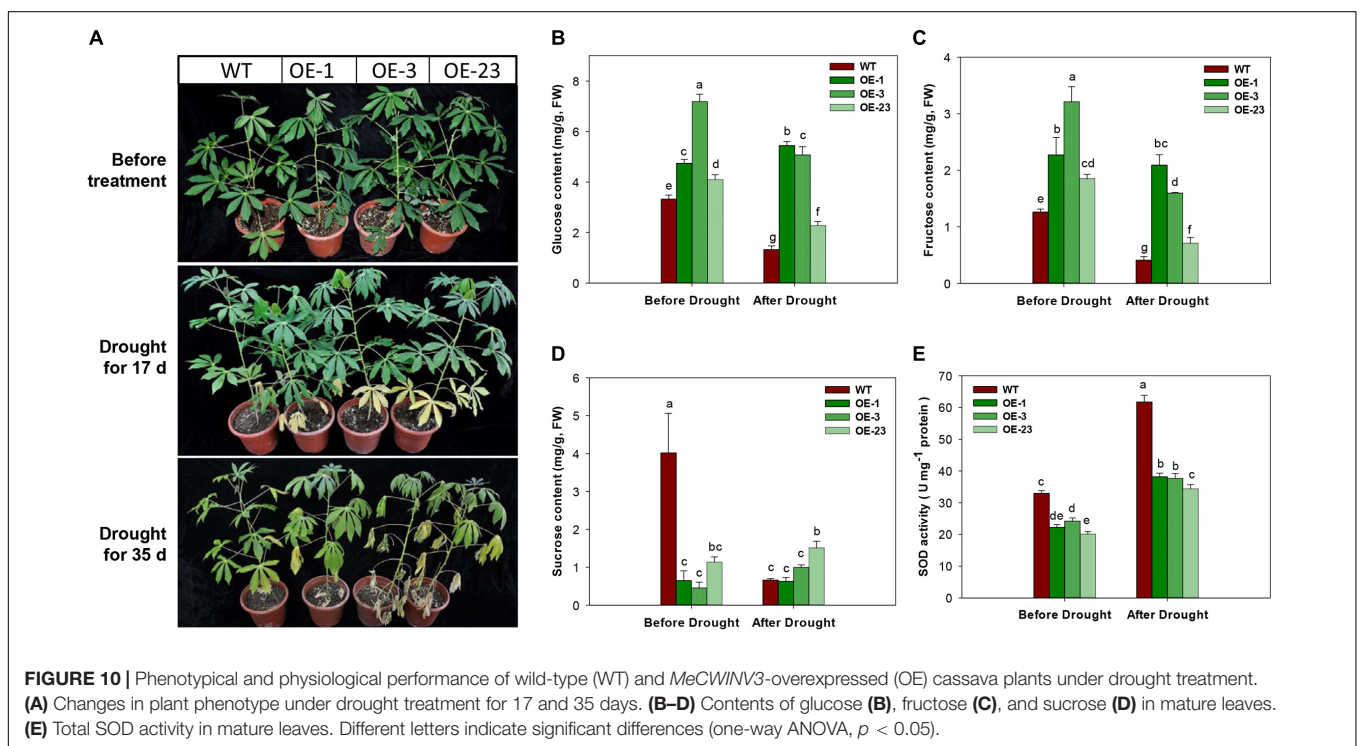 A
WT OE-1 OE-3 OE-23
Before
treatment
Drought
for 17 d
Drought
for 35 d
B
Glucose content (mg/g, FW)
8
6
4
2
0
WT
OE-1
OE-3
OE-23
e c a d
g b c f
Before Drought After Drought
C
Fructose content (mg/g, FW)
4
3
2
1
0
WT
OE-1
OE-3
OE-23
e b a cd
g bc d f
Before Drought After Drought
D
Sucrose content (mg/g, FW)
6
5
4
3
2
1
0
WT
OE-1
OE-3
OE-23
a c c bc
c c c b
Before Drought After Drought
E
SOD activity ( U mg⁻¹ protein )
70
60
50
40
30
20
10
0
WT
OE-1
OE-3
OE-23
c de d e
a b b c
Before Drought After Drought
FIGURE 10 | Phenotypical and physiological performance of wild-type (WT) and MeCWINV3-overexpressed (OE) cassava plants under drought treatment.
(A) Changes in plant phenotype under drought treatment for 17 and 35 days. (B–D) Contents of glucose (B), fructose (C), and sucrose (D) in mature leaves.
(E) Total SOD activity in mature leaves. Different letters indicate significant differences (one-way ANOVA, p < 0.05).